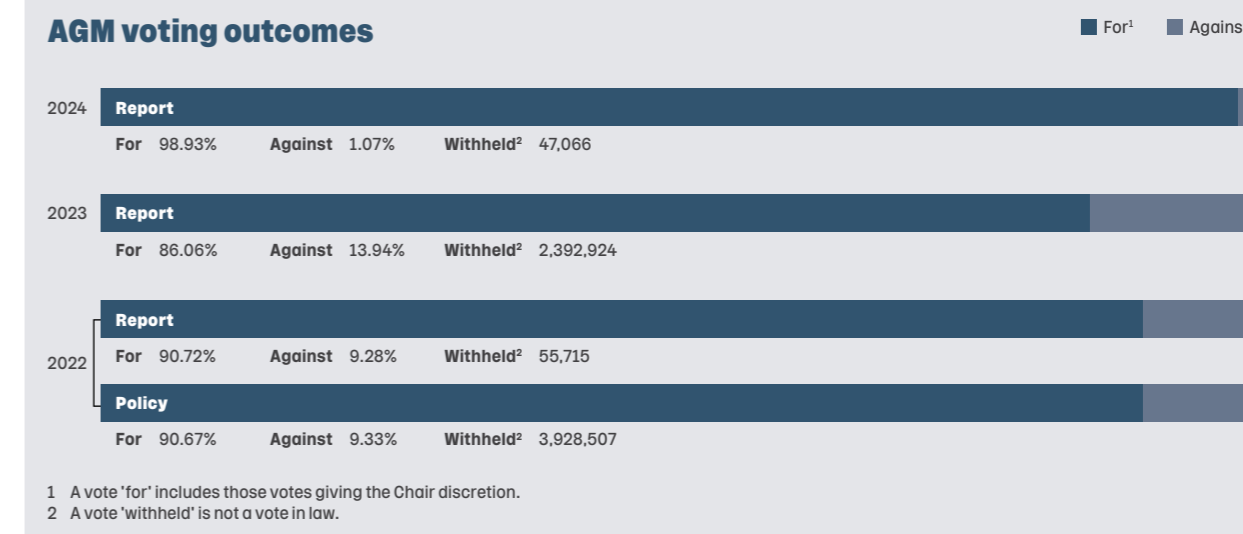 AGM voting outcomes
For¹ Agains
2024 Report
For 98.93% Against 1.07% Withheld² 47,066
2023 Report
For 86.06% Against 13.94% Withheld² 2,392,924
Report
2022 For 90.72% Against 9.28% Withheld² 55,715
Policy
For 90.67% Against 9.33% Withheld² 3,928,507
1 A vote 'for' includes those votes giving the Chair discretion.
2 A vote 'withheld' is not a vote in law.